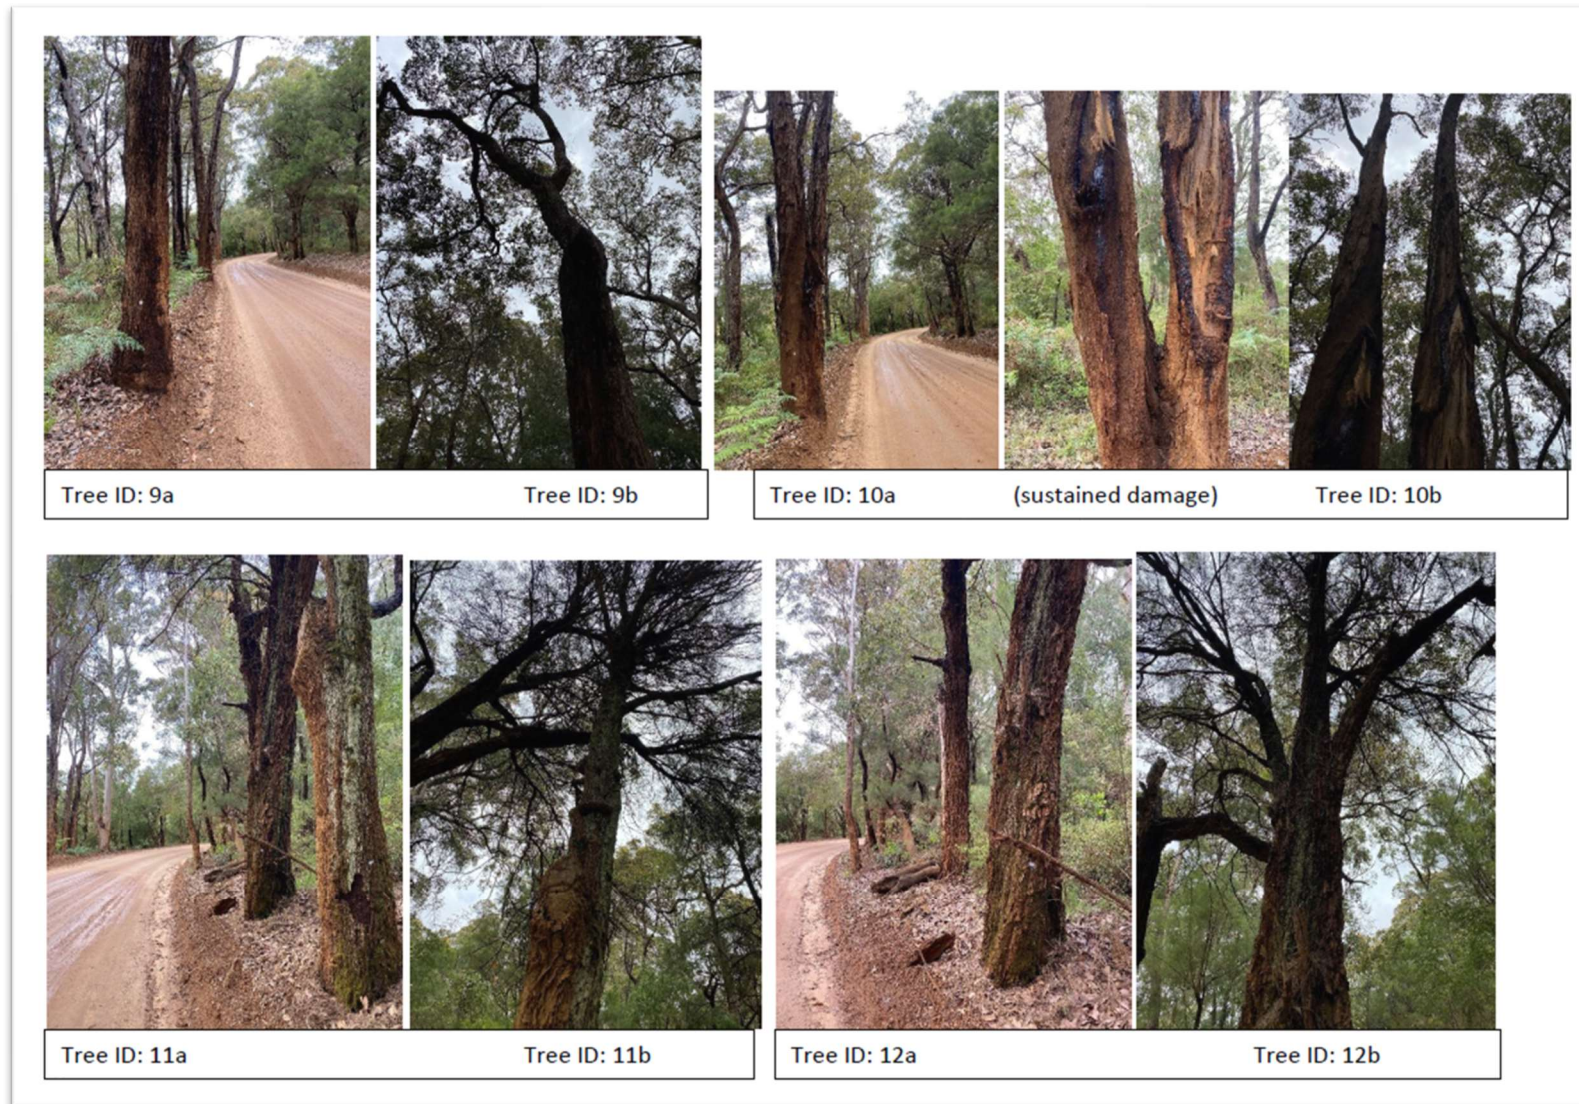 Tree ID: 9a Tree ID: 9b
Tree ID: 10a (sustained damage) Tree ID: 10b
Tree ID: 11a Tree ID: 11b
Tree ID: 12a Tree ID: 12b